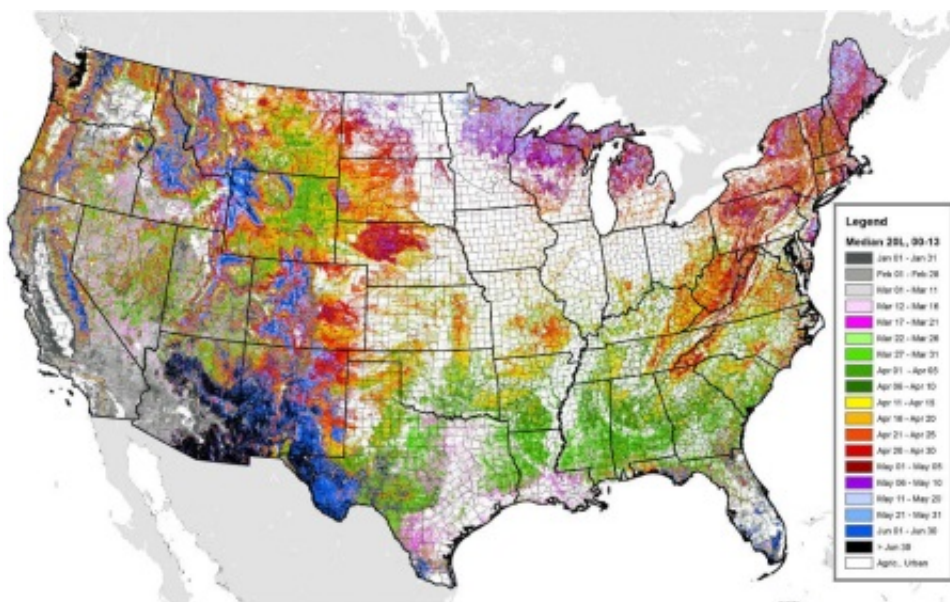 Legend
Median 20L, 00-13
Jan 01 - Jan 31
Feb 01 - Feb 28
Mar 01 - Mar 11
Mar 12 - Mar 16
Mar 17 - Mar 21
Mar 22 - Mar 26
Mar 27 - Mar 31
Apr 01 - Apr 05
Apr 06 - Apr 10
Apr 11 - Apr 15
Apr 16 - Apr 20
Apr 21 - Apr 25
Apr 26 - Apr 30
May 01 - May 05
May 06 - May 10
May 11 - May 20
May 21 - May 31
Jun 01 - Jun 30
> Jun 30
Agric., Urban